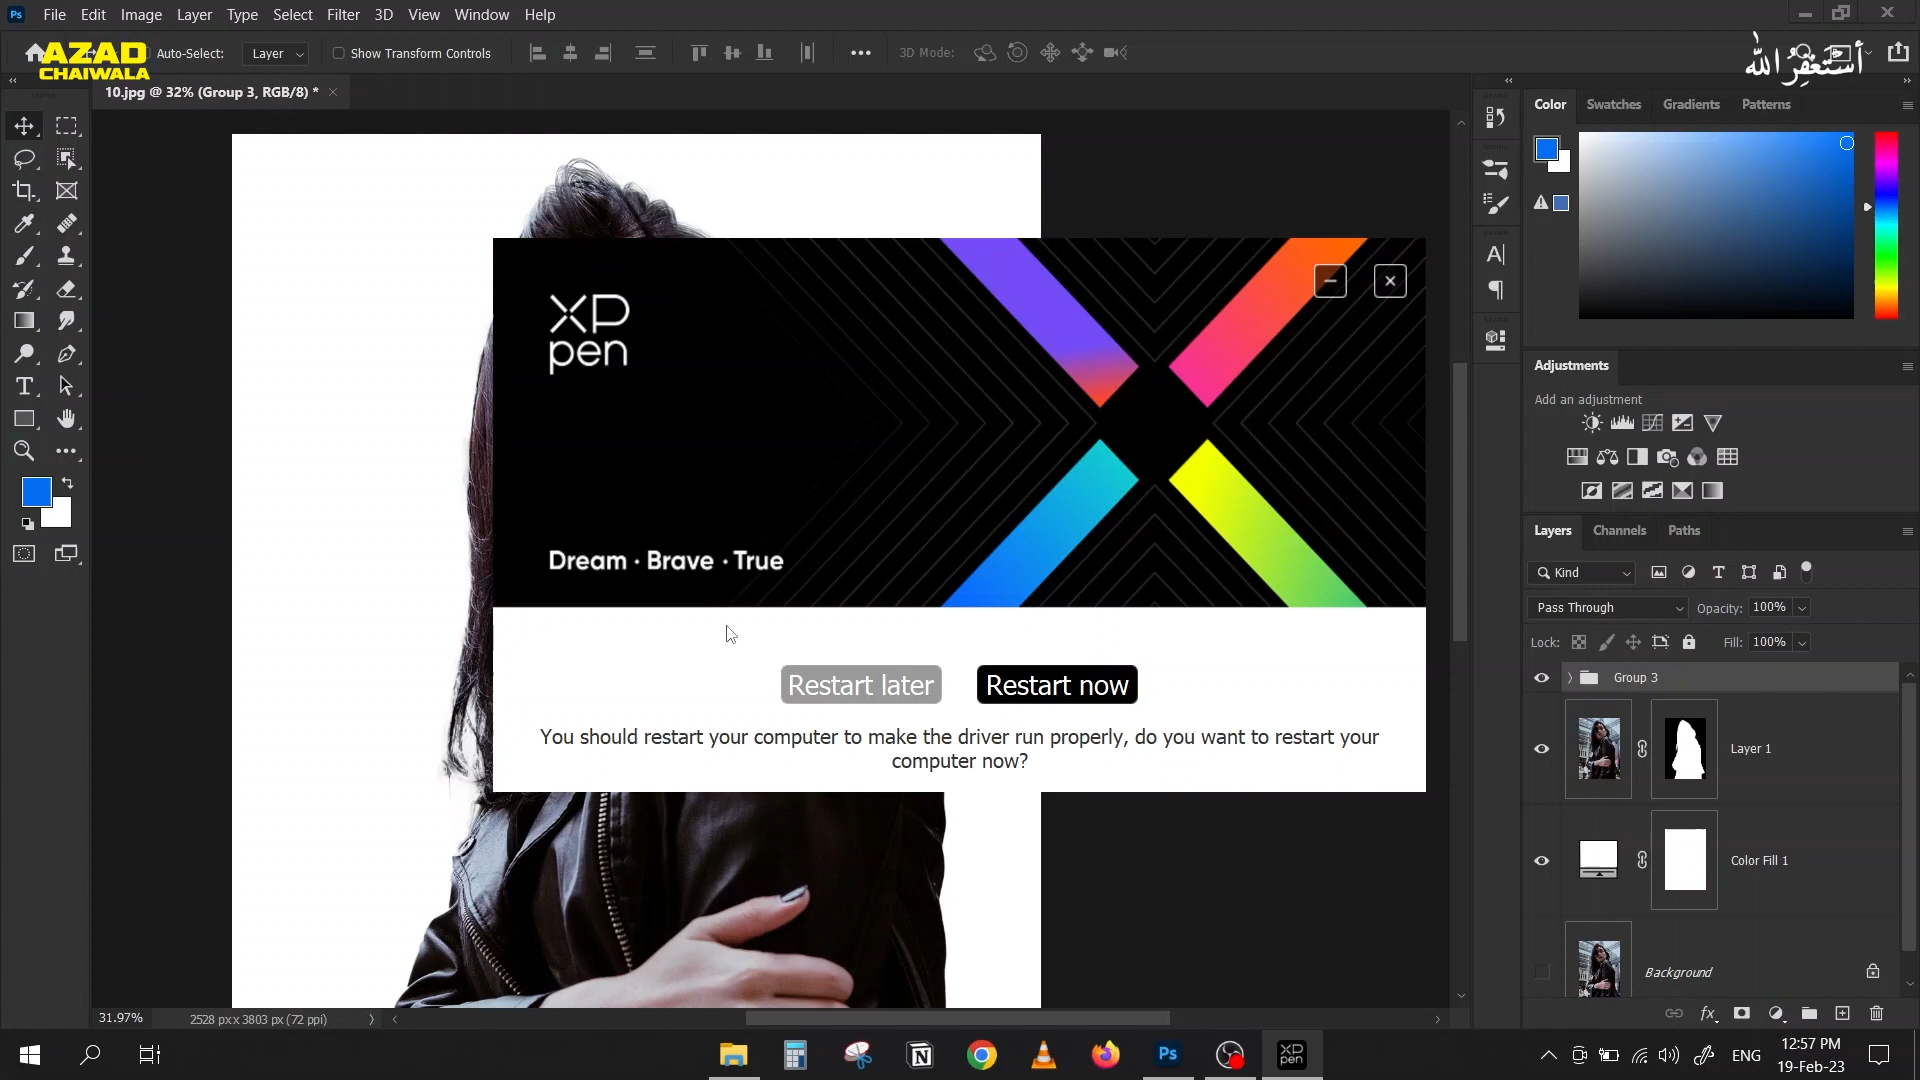 File Edit Image Layer Type Select Filter 3D View Window Help
AZAD
CHAIWALA
Auto-Select: Layer Show Transform Controls 3D Mode:
أستغفر الله
10.jpg @ 32% (Group 3, RGB/8) *
Color Swatches Gradients Patterns
XP
pen
Dream · Brave · True
Restart later Restart now
You should restart your computer to make the driver run properly, do you want to restart your
computer now?
Adjustments
Add an adjustment
Layers Channels Paths
Kind
Pass Through Opacity: 100%
Lock: Fill: 100%
Group 3
Layer 1
Color Fill 1
Background
31.97% 2528 px x 3803 px (72 ppi)
ENG 12:57 PM
19-Feb-23